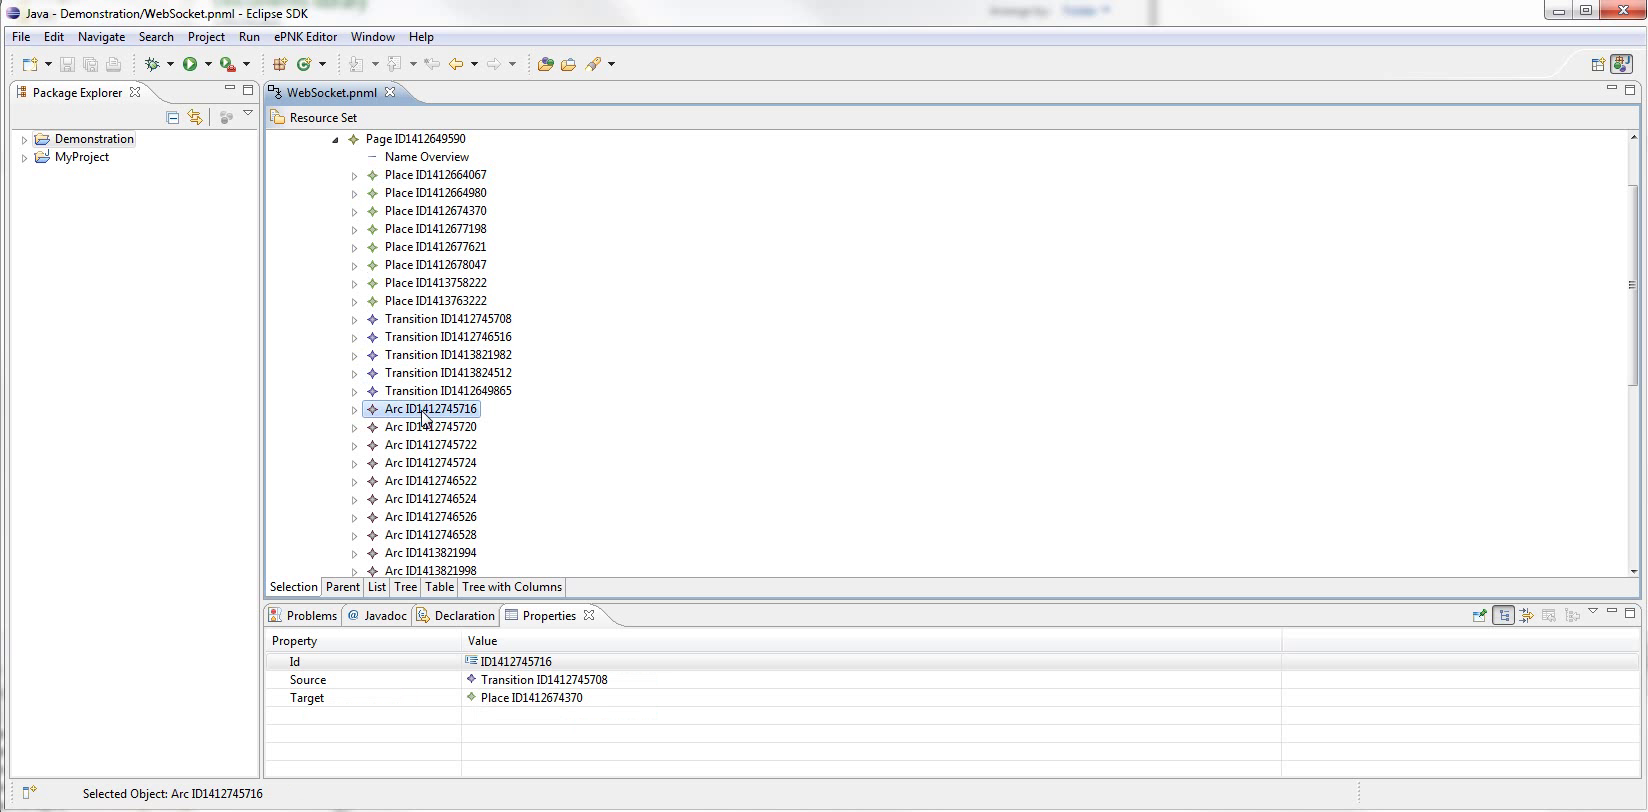 Java - Demonstration/WebSocket.pnml - Eclipse SDK
File Edit Navigate Search Project Run ePNK Editor Window Help
Package Explorer
Demonstration
MyProject
WebSocket.pnml
Resource Set
Page ID1412649590
Name Overview
Place ID1412664067
Place ID1412664980
Place ID1412674370
Place ID1412677198
Place ID1412677621
Place ID1412678047
Place ID1413758222
Place ID1413763222
Transition ID1412745708
Transition ID1412746516
Transition ID1413821982
Transition ID1413824512
Transition ID1412649865
Arc ID1412745716
Arc ID1412745720
Arc ID1412745722
Arc ID1412745724
Arc ID1412746522
Arc ID1412746524
Arc ID1412746526
Arc ID1412746528
Arc ID1413821994
Arc ID1413821998
Selection Parent List Tree Table Tree with Columns
Problems @ Javadoc Declaration Properties
Property Value
Id ID1412745716
Source Transition ID1412745708
Target Place ID1412674370
Selected Object: Arc ID1412745716